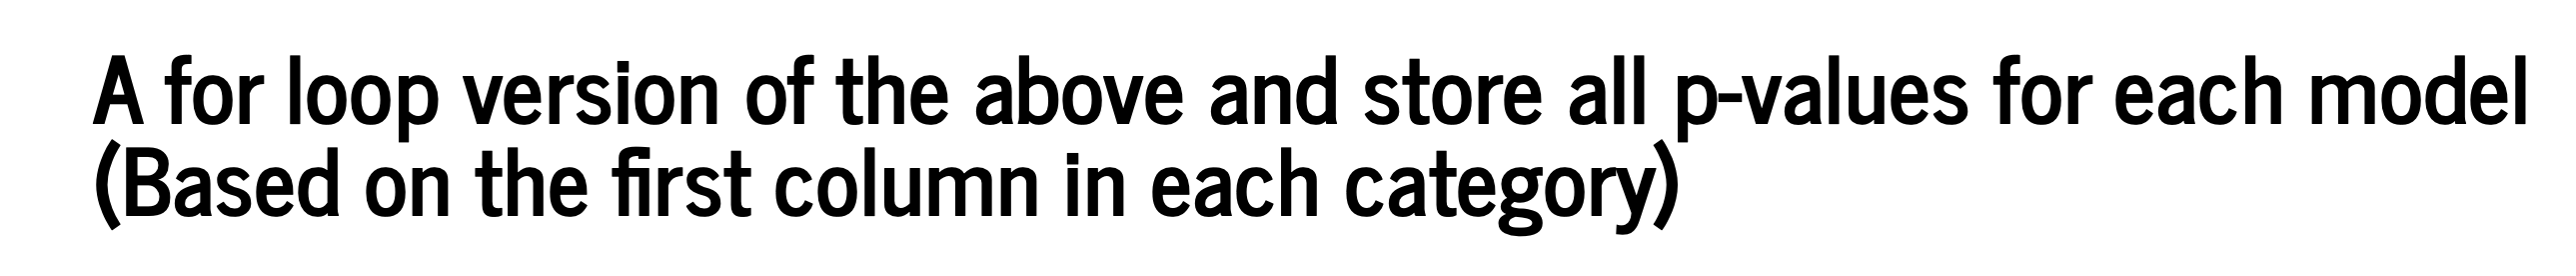 A for loop version of the above and store all p-values for each model
(Based on the first column in each category)